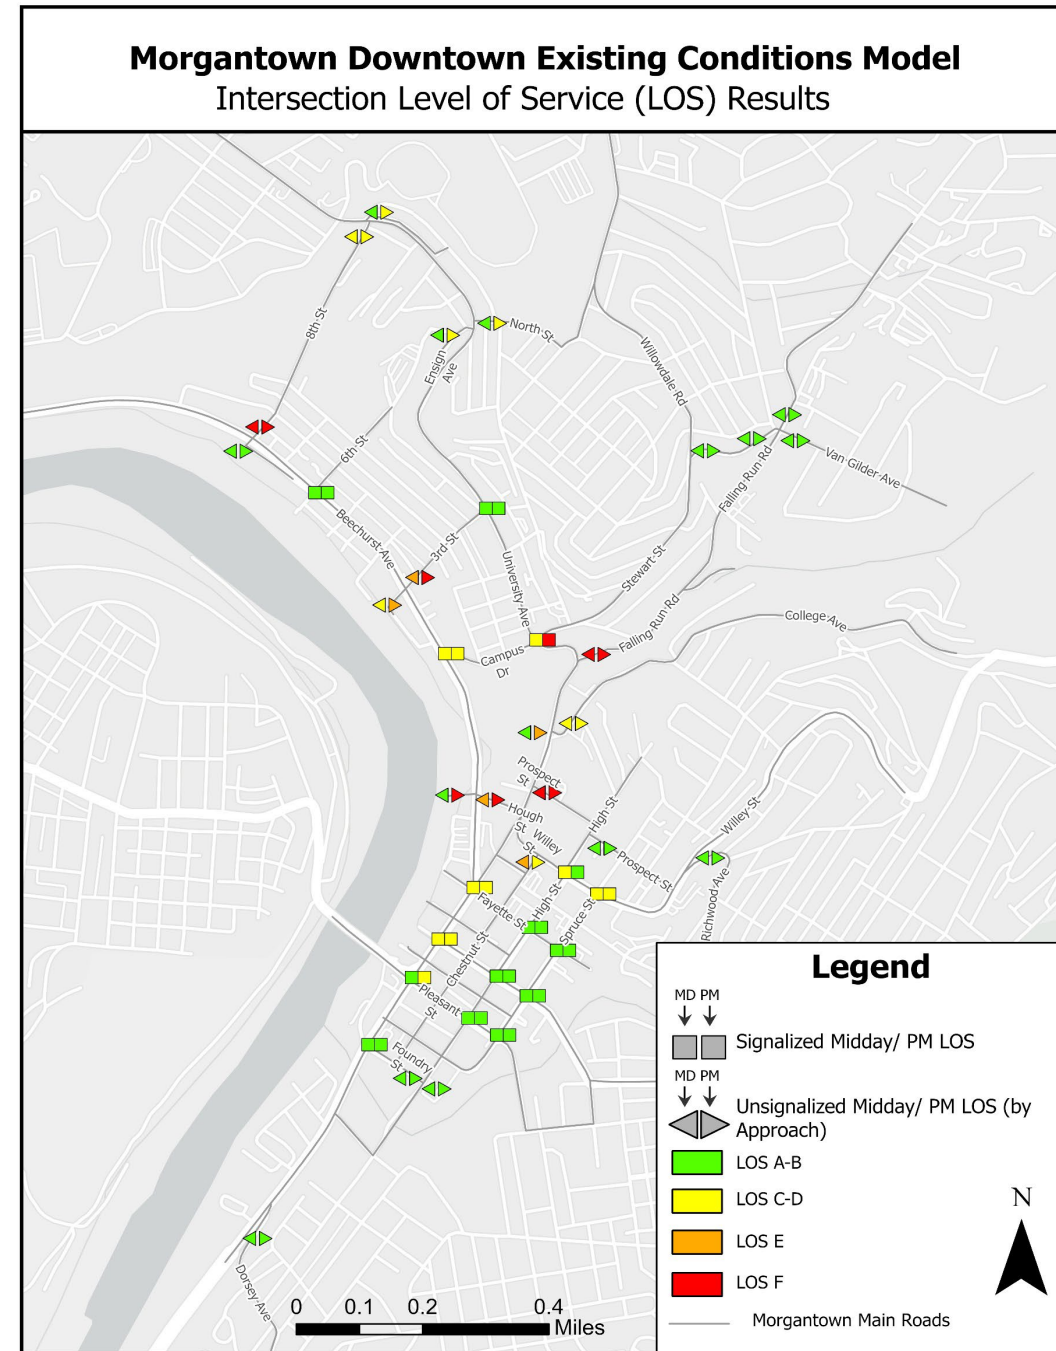 Morgantown Downtown Existing Conditions Model
Intersection Level of Service (LOS) Results
8th St
North St
Ensign
Ave
Willowdale Rd
6th St
Van Gilder Ave
Falling Run Rd
Beechurst Ave
3rd St
University Ave
Stewart St
Falling Run Rd
College Ave
Campus
Dr
Prospect
St
High St
Hough
St
Willey
St
Willey St
Prospect St
Richwood Ave
High St
Fayette St
Spruce St
Chestnut St
Pleasant
St
Foundry
St
Dorsey Ave
Legend
MD PM
Signalized Midday/ PM LOS
MD PM
Unsignalized Midday/ PM LOS (by
Approach)
LOS A-B
LOS C-D
LOS E
LOS F
Morgantown Main Roads
N
0 0.1 0.2 0.4
Miles